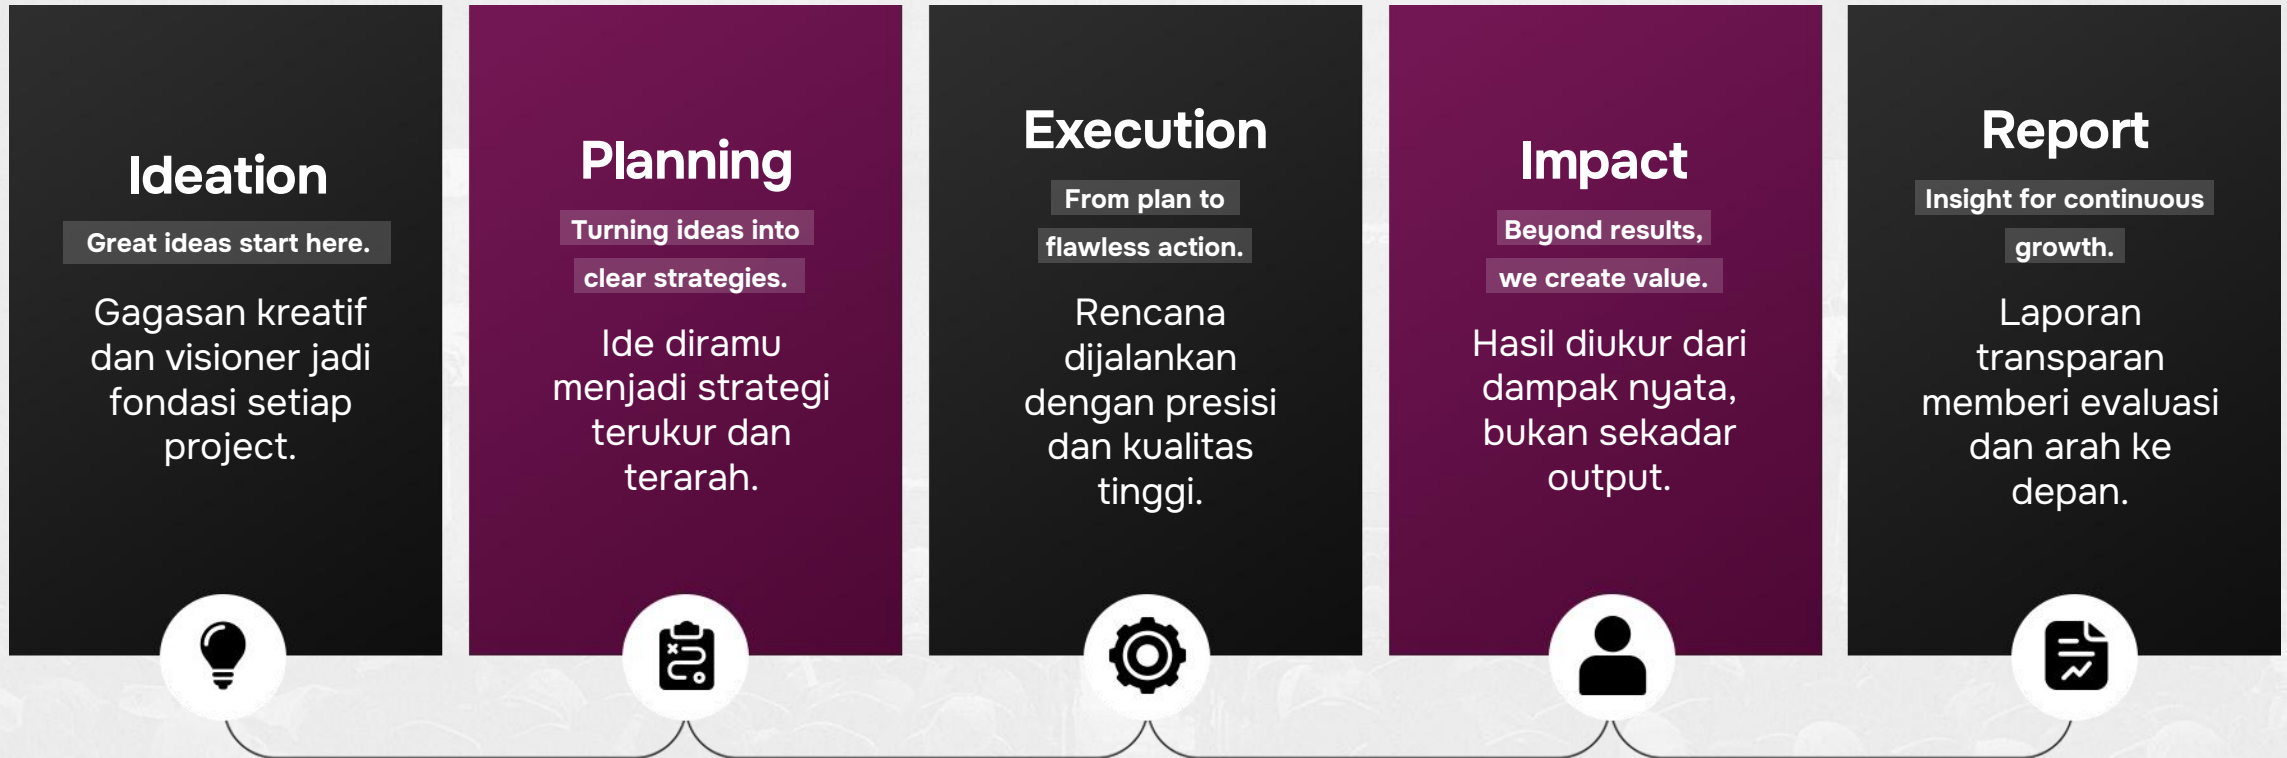 Ideation
Great ideas start here.
Gagasan kreatif
dan visioner jadi
fondasi setiap
project.
Planning
Turning ideas into
clear strategies.
Ide diramu
menjadi strategi
terukur dan
terarah.
Execution
From plan to
flawless action.
Rencana
dijalankan
dengan presisi
dan kualitas
tinggi.
Impact
Beyond results,
we create value.
Hasil diukur dari
dampak nyata,
bukan sekadar
output.
Report
Insight for continuous
growth.
Laporan
transparan
memberi evaluasi
dan arah ke
depan.